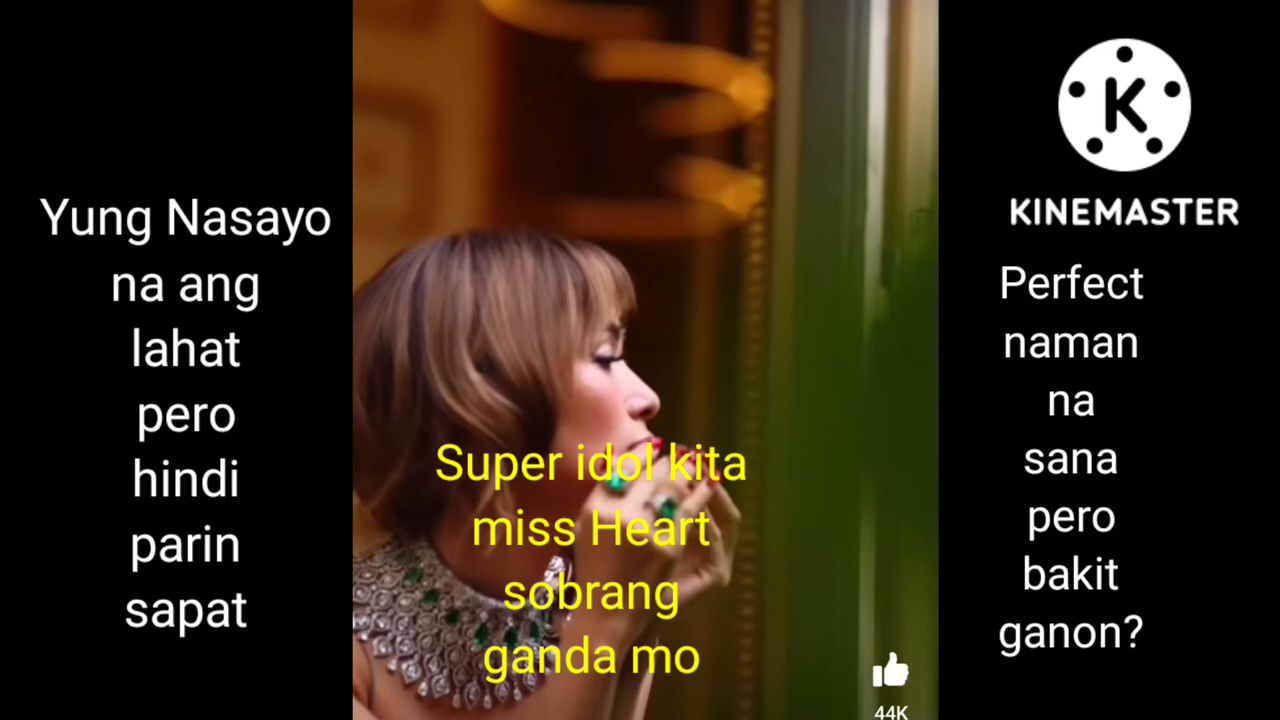 Yung Nasayo
na ang
lahat
pero
hindi
parin
sapat
Super idol kita
miss Heart
sobrang
ganda mo
44K
K
KINEMASTER
Perfect
naman
na
sana
pero
bakit
ganon?